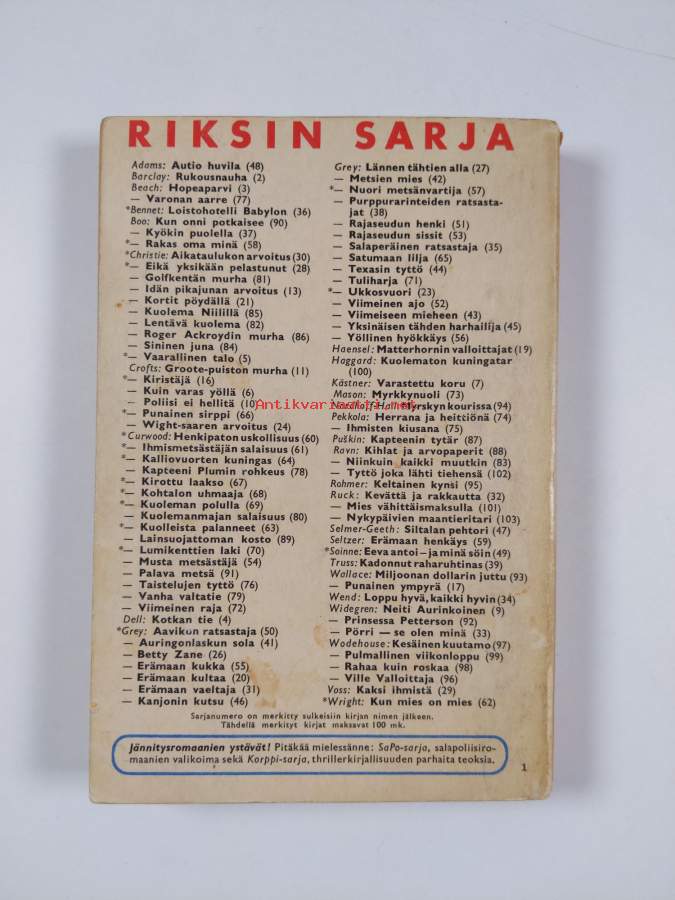 RIKSIN SARJA
Adams: Autio huvila (48)
Barclay: Rukousnauha (2)
Beach: Hopeaparvi (3)
— Varonan aarre (77)
*Bennet: Loistohotelli Babylon (36)
Boo: Kun onni potkaisee (90)
— Kyökin puolella (37)
*— Rakas oma minä (58)
*Christie: Aikataulukon arvoitus (30)
*— Eikä yksikään pelastunut (28)
— Golfkentän murha (81)
— Idän pikajunan arvoitus (13)
— Kortit pöydällä (21)
— Kuolema Niilillä (85)
— Lentävä kuolema (82)
— Roger Ackroydin murha (86)
— Sininen juna (84)
*— Vaarallinen talo (5)
Crofts: Groote-puiston murha (11)
*— Kiristäjä (16)
— Kuin varas yöllä (6)
— Poliisi ei hellitä (10)
*— Punainen sirppi (66)
— Wight-saaren arvoitus (24)
*Curwood: Henkipaton uskollisuus (60)
*— Ihmismetsästäjän salaisuus (61)
*— Kalliovuorten kuningas (64)
— Kapteeni Plumin rohkeus (78)
*— Kirottu laakso (67)
*— Kohtalon uhmaaja (68)
*— Kuoleman polulla (69)
— Kuolemanmajan salaisuus (80)
*— Kuolleista palanneet (63)
— Lainsuojattoman kosto (89)
*— Lumikenttien laki (70)
— Musta metsästäjä (54)
— Palava metsä (91)
— Taistelujen tyttö (76)
— Vanha valtatie (79)
— Viimeinen raja (72)
Dell: Kotkan tie (4)
*Grey: Aavikon ratsastaja (50)
— Auringonlaskun sola (41)
— Betty Zane (26)
— Erämaan kukka (55)
— Erämaan kultaa (20)
— Erämaan vaeltaja (31)
— Kanjonin kutsu (46)
Grey: Lännen tähtien alla (27)
— Metsien mies (42)
*— Nuori metsänvartija (57)
— Purppurarinteiden ratsasta-
jat (38)
— Rajaseudun henki (51)
— Rajaseudun sissit (53)
— Salaperäinen ratsastaja (35)
— Satumaan lilja (65)
— Texasin tyttö (44)
— Tuliharja (71)
*— Ukkosvuori (23)
— Viimeinen ajo (52)
— Viimeiseen mieheen (43)
— Yksinäisen tähden harhailija (45)
— Yöllinen hyökkäys (56)
Haensel: Matterhornin valloittajat (19)
Haggard: Kuolematon kuningatar
(100)
Kästner: Varastettu koru (7)
Mason: Myrkkynuoli (73)
Antikvariaatti.net
Nordhoff-Hall: Myrskyn kourissa (94)
Pekkola: Herrana ja heittiönä (74)
— Ihmisten kiusana (75)
Puškin: Kapteenin tytär (87)
Ravn: Kihlat ja arvopaperit (88)
— Niinkuin kaikki muutkin (83)
— Tyttö joka lähti tiehensä (102)
Rohmer: Keltainen kynsi (95)
Ruck: Kevättä ja rakkautta (32)
— Mies vähittäismaksulla (101)
— Nykypäivien maantieritari (103)
Selmer-Geeth: Siltalan pehtori (47)
Seltzer: Erämaan henkäys (59)
*Soinne: Eeva antoi – ja minä söin (49)
Truss: Kadonnut raharuhtinas (39)
Wallace: Miljoonan dollarin juttu (93)
— Punainen ympyrä (17)
Wend: Loppu hyvä, kaikki hyvin (34)
Widegren: Neiti Aurinkoinen (9)
— Prinsessa Petterson (92)
— Pörri — se olen minä (33)
Wodehouse: Kesäinen kuutamo (97)
— Pulmallinen viikonloppu (99)
— Rahaa kuin roskaa (98)
— Ville Valloittaja (96)
Voss: Kaksi ihmistä (29)
*Wright: Kun mies on mies (62)
Sarjanumero on merkitty sulkeisiin kirjan nimen jälkeen.
Tähdellä merkityt kirjat maksavat 100 mk.
Jännitysromaanien ystävät! Pitäkää mielessänne: SaPo-sarja, salapoliisiro-
maanien valikoima sekä Korppi-sarja, thrillerkirjallisuuden parhaita teoksia.
1